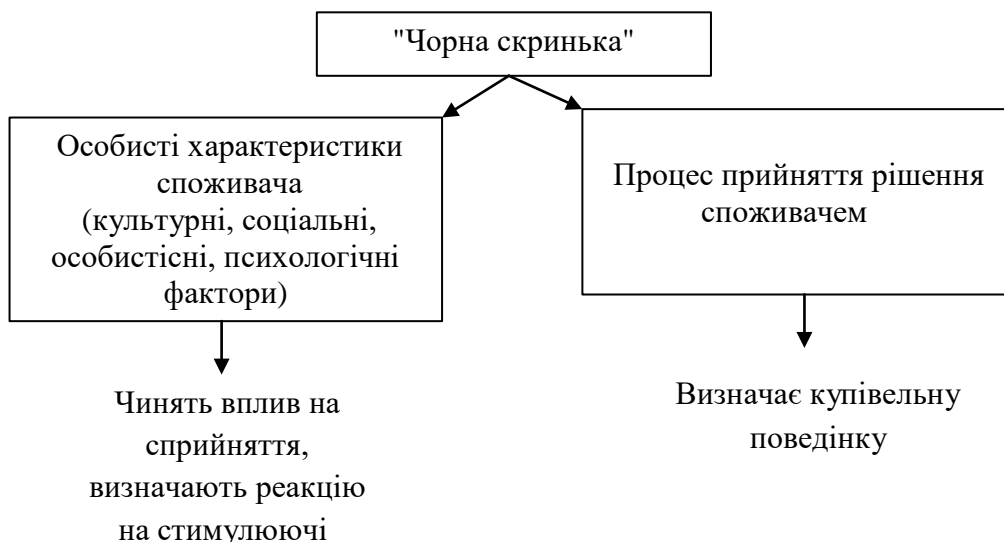 "Чорна скринька"
Особисті характеристики
споживача
(культурні, соціальні,
особистісні, психологічні
фактори)
Процес прийняття рішення
споживачем
Чинять вплив на
сприйняття,
визначають реакцію
на стимулюючі
Визначає купівельну
поведінку